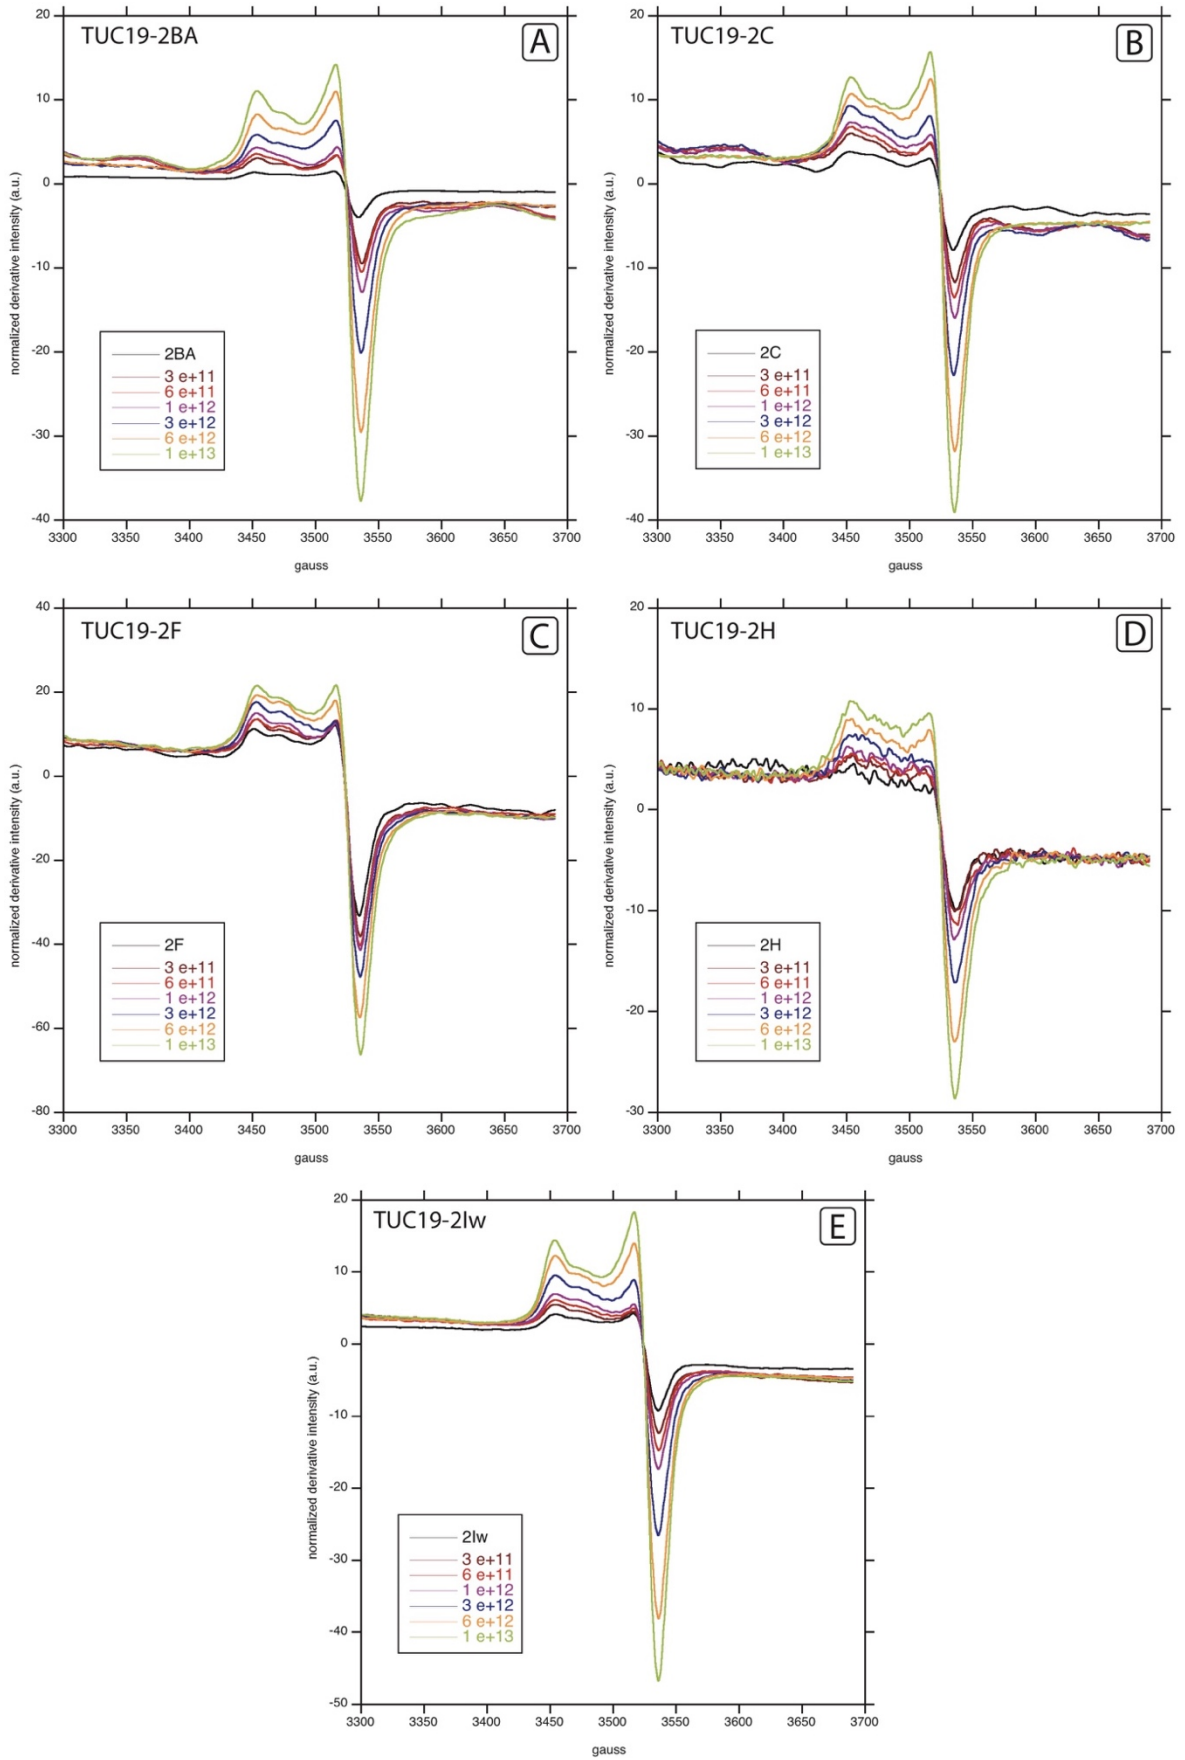 TUC19-2BA
A
normalized derivative intensity (a.u.)
20
10
0
-10
-20
-30
-40
2BA
3 e+11
6 e+11
1 e+12
3 e+12
6 e+12
1 e+13
3300 3350 3400 3450 3500 3550 3600 3650 3700
gauss
TUC19-2C
B
normalized derivative intensity (a.u.)
20
10
0
-10
-20
-30
-40
2C
3 e+11
6 e+11
1 e+12
3 e+12
6 e+12
1 e+13
3300 3350 3400 3450 3500 3550 3600 3650 3700
gauss
TUC19-2F
C
normalized derivative intensity (a.u.)
40
20
0
-20
-40
-60
-80
2F
3 e+11
6 e+11
1 e+12
3 e+12
6 e+12
1 e+13
3300 3350 3400 3450 3500 3550 3600 3650 3700
gauss
TUC19-2H
D
normalized derivative intensity (a.u.)
20
10
0
-10
-20
-30
2H
3 e+11
6 e+11
1 e+12
3 e+12
6 e+12
1 e+13
3300 3350 3400 3450 3500 3550 3600 3650 3700
gauss
TUC19-2Iw
E
normalized derivative intensity (a.u.)
20
10
0
-10
-20
-30
-40
-50
2Iw
3 e+11
6 e+11
1 e+12
3 e+12
6 e+12
1 e+13
3300 3350 3400 3450 3500 3550 3600 3650 3700
gauss